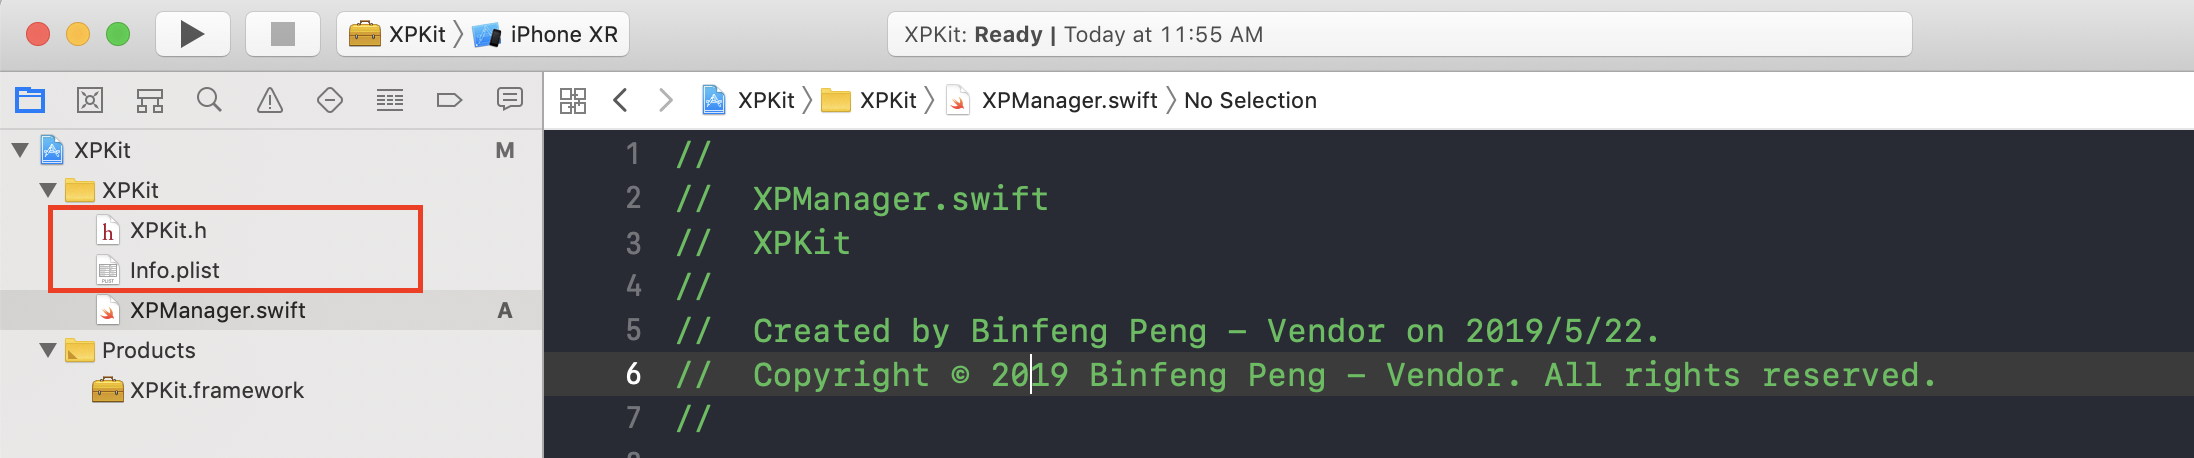 XPKit iPhone XR
XPKit: Ready | Today at 11:55 AM
XPKit XPKit XPManager.swift No Selection
XPKit M
XPKit
h XPKit.h
Info.plist
XPManager.swift A
Products
XPKit.framework
1 //
2 // XPManager.swift
3 // XPKit
4 //
5 // Created by Binfeng Peng - Vendor on 2019/5/22.
6 // Copyright © 2019 Binfeng Peng - Vendor. All rights reserved.
7 //